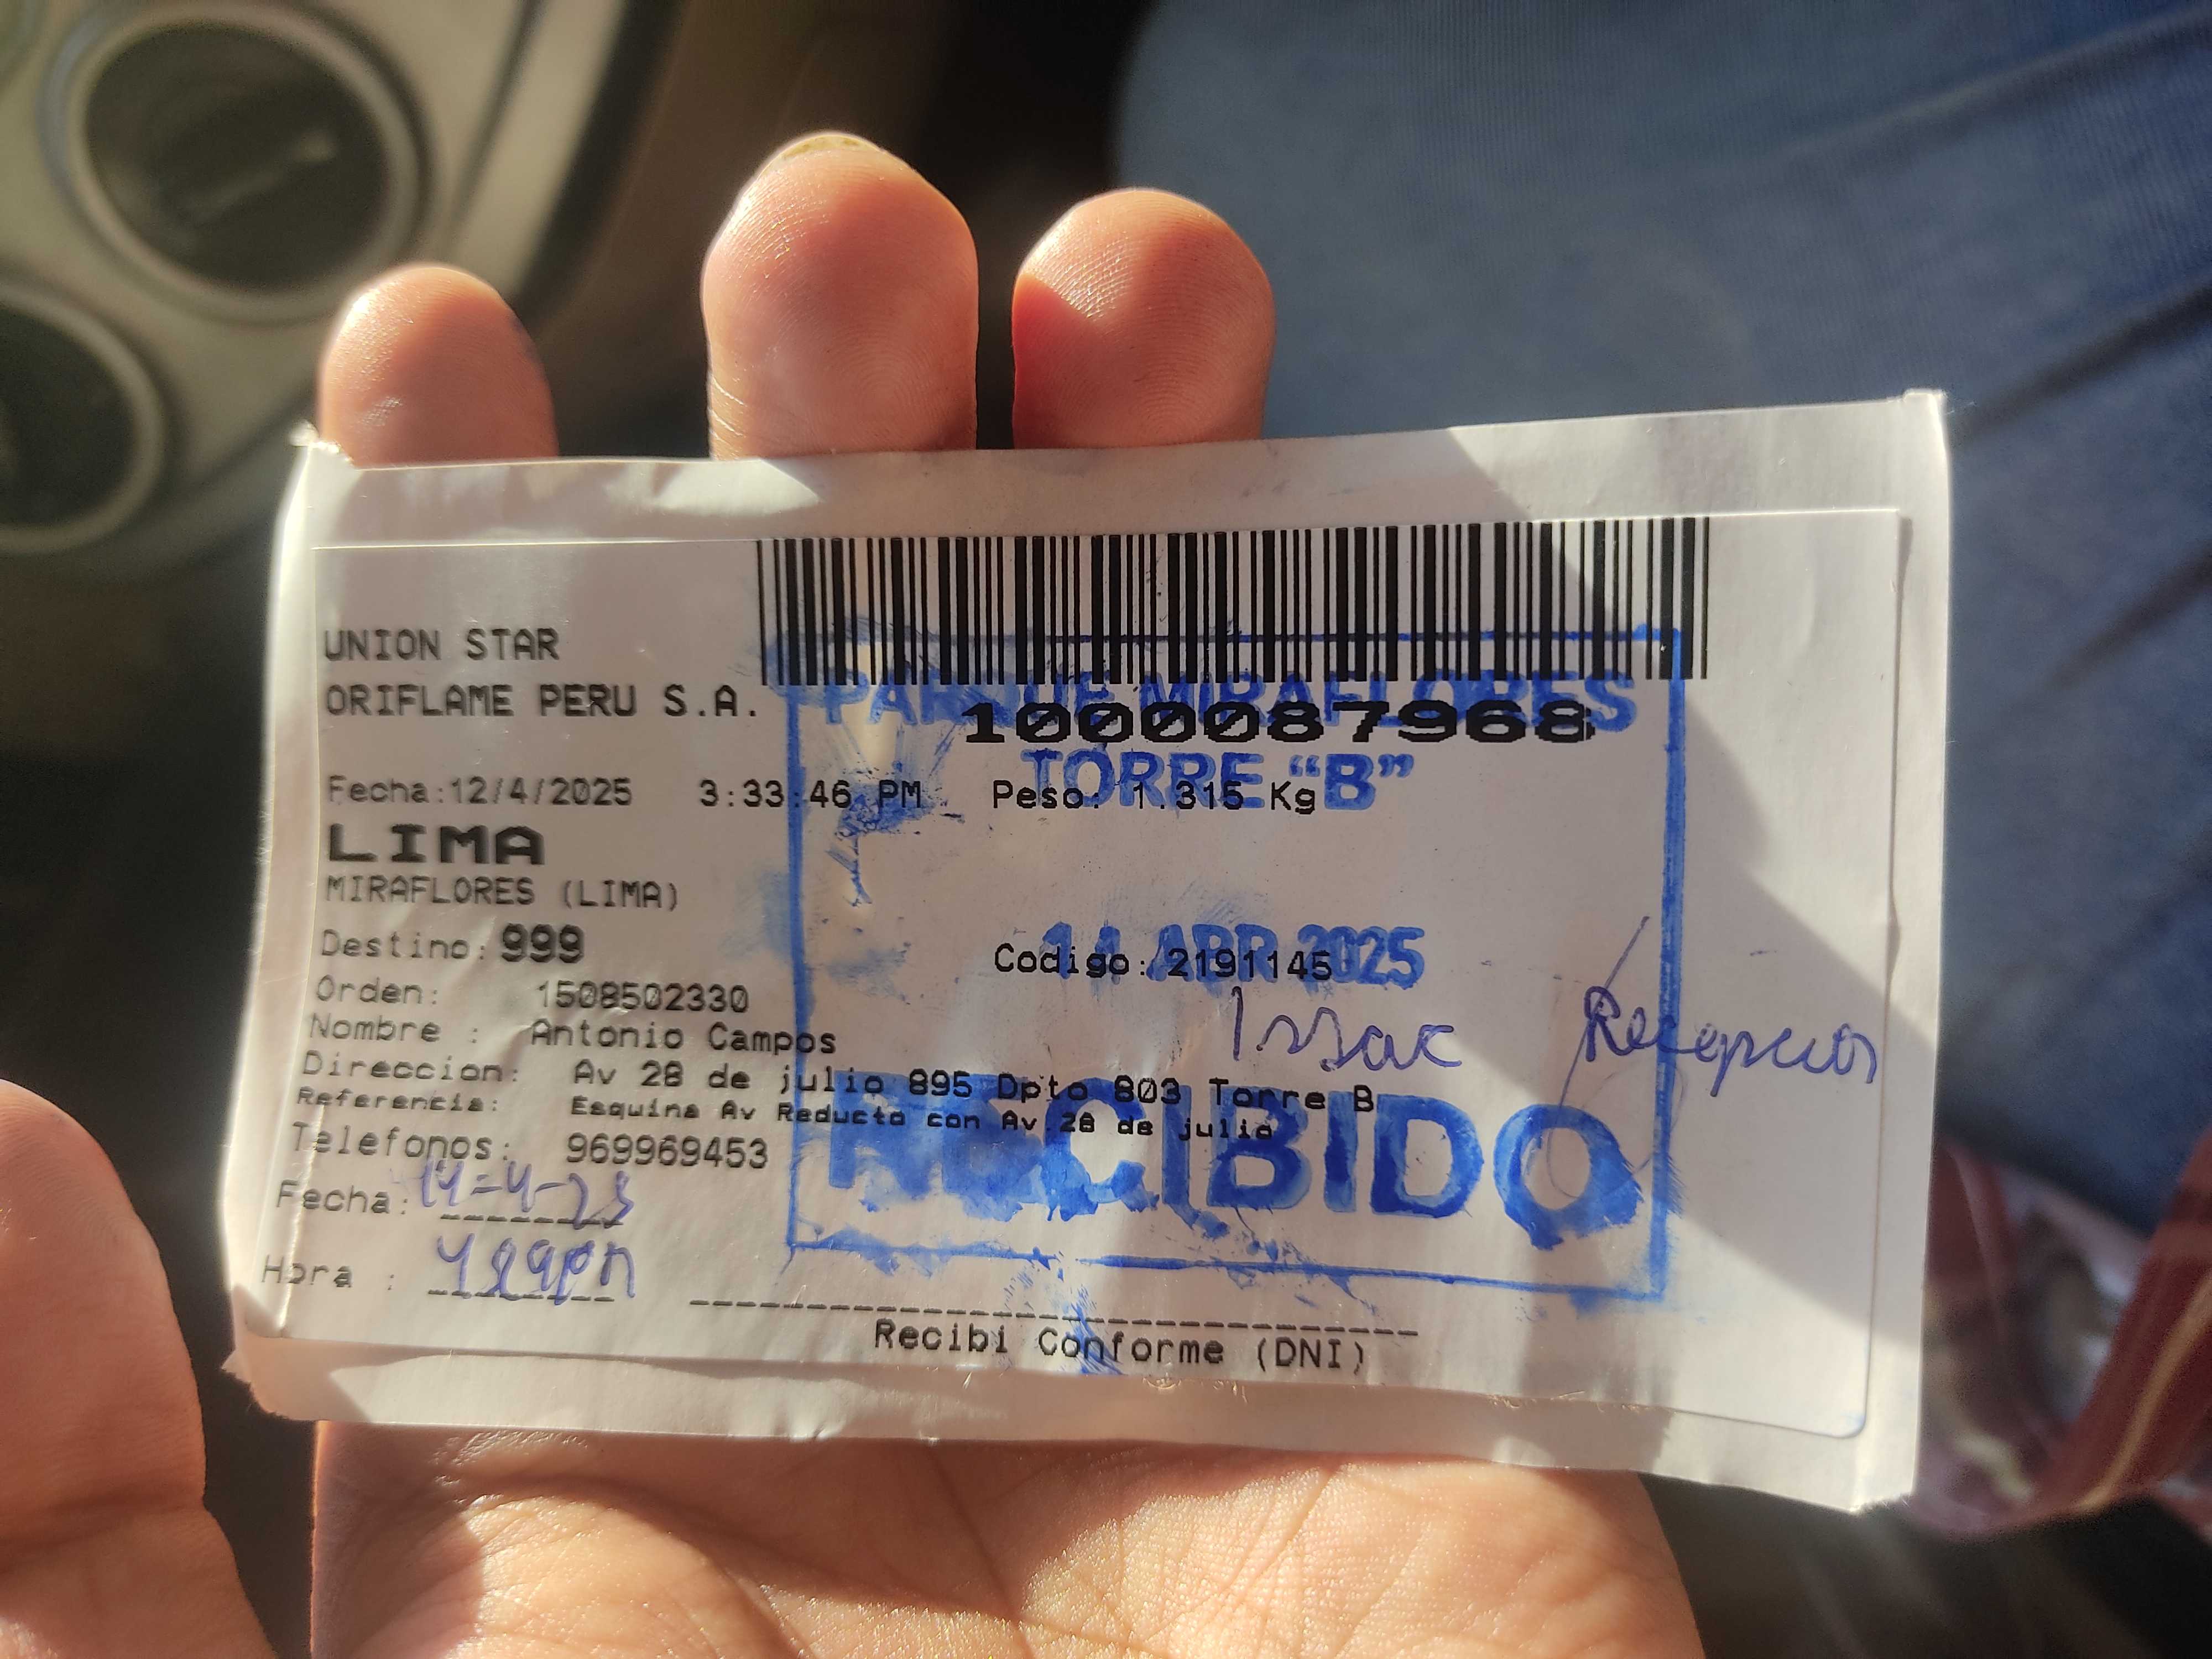 UNION STAR
ORIFLAME PERU S.A.
PARQUE MIRAFLORES
1000087968
TORRE "B"
Fecha:12/4/2025 3:33:46 PM Peso: 1.315 Kg
LIMA
MIRAFLORES (LIMA)
Destino: 999 Codigo: 2191145
14 ABR 2025
Orden: 1508502330
Nombre : Antonio Campos
Issac Recepcion
Direccion: Av 28 de julio 895 Dpto 803 Torre B
Referencia: Esquina Av Reducto con Av 28 de julio
RECIBIDO
Telefonos: 969969453
Fecha:
Hora :
Recibi Conforme (DNI)